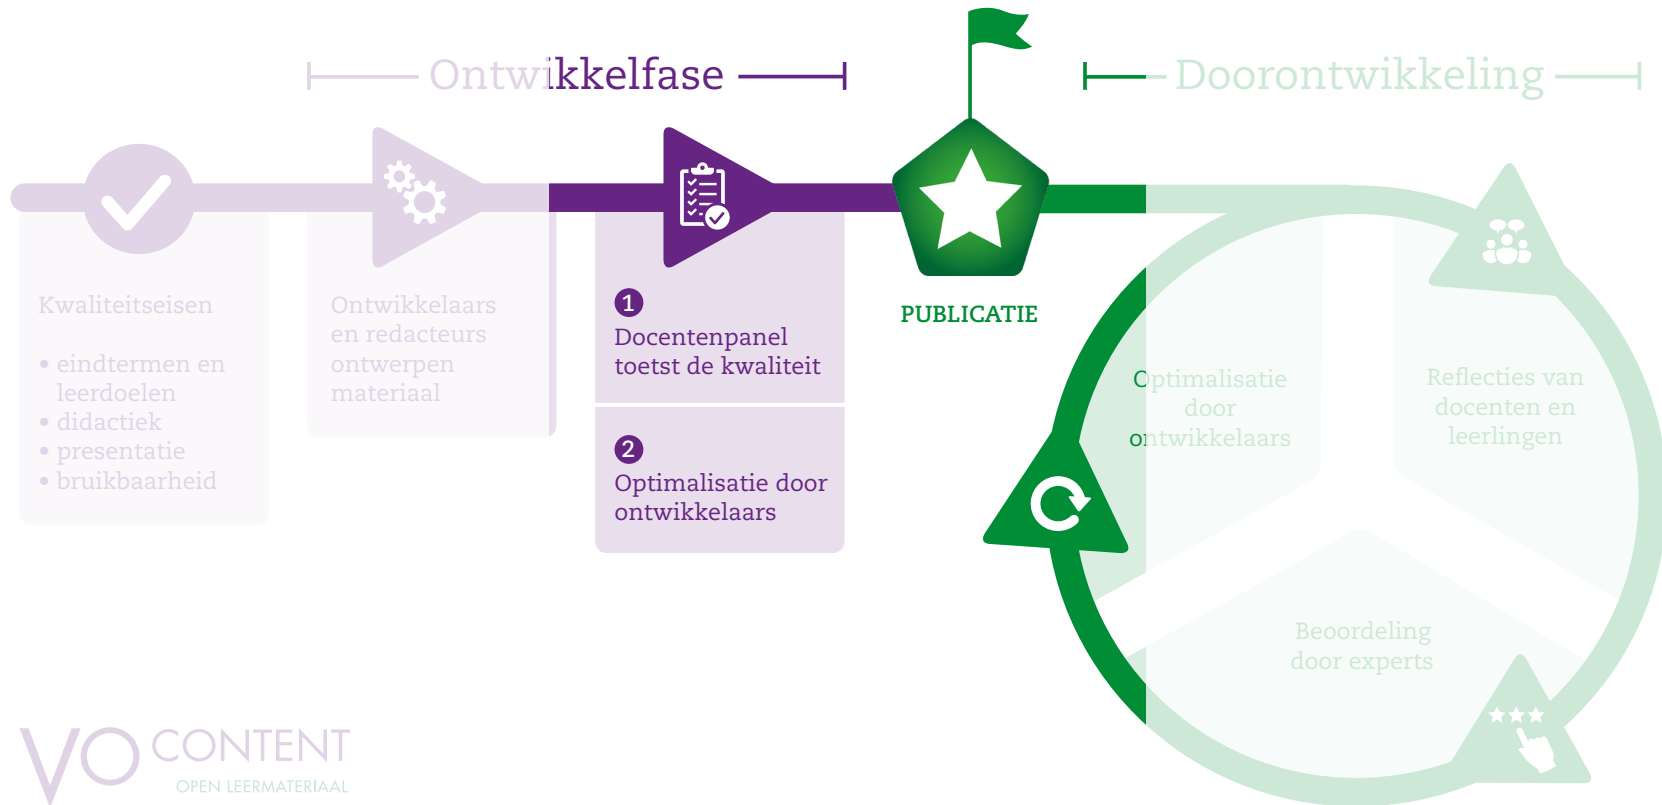 Ontwikkelfase
Doorontwikkeling
Kwaliteitseisen
• eindtermen en
leerdoelen
• didactiek
• presentatie
• bruikbaarheid
Ontwikkelaars
en redacteurs
ontwerpen
materiaal
1
Docentenpanel
toetst de kwaliteit
2
Optimalisatie door
ontwikkelaars
PUBLICATIE
Optimalisatie
door
ontwikkelaars
Reflecties van
docenten en
leerlingen
Beoordeling
door experts
VO CONTENT
OPEN LEERMATERIAAL